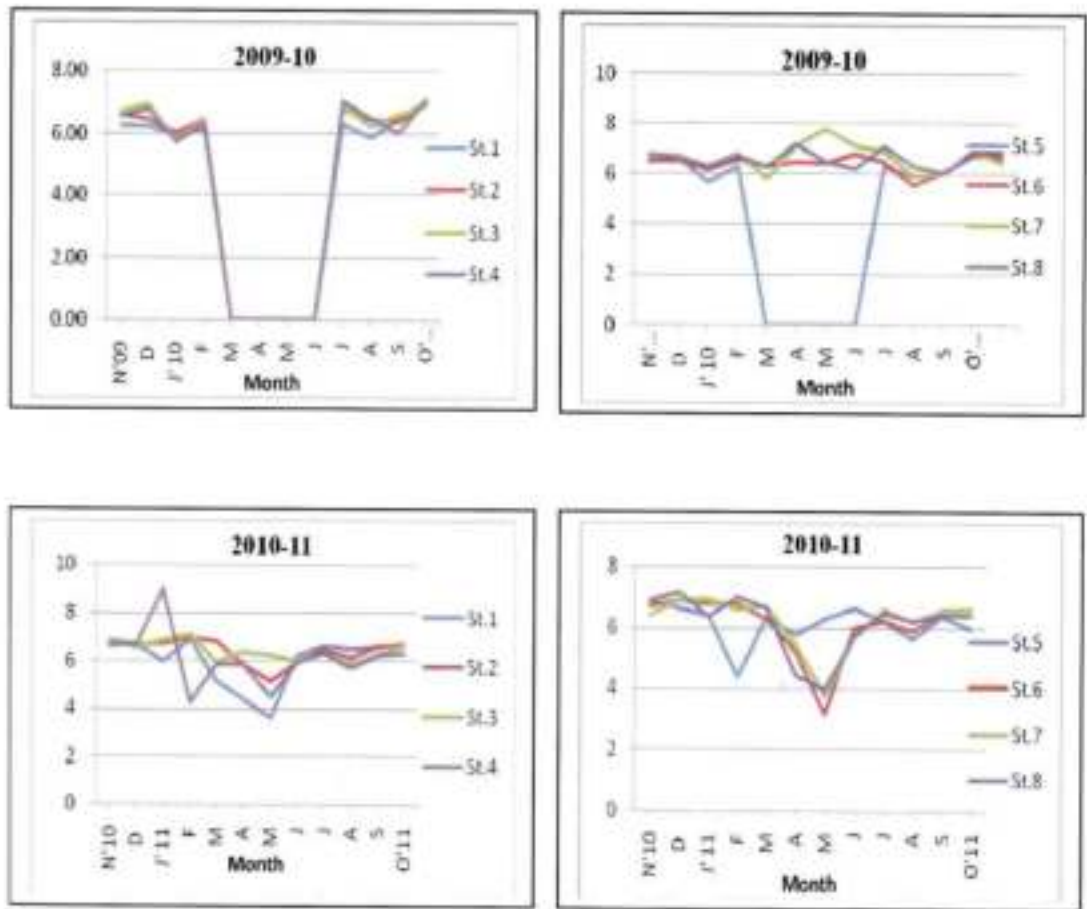 2009-10
8.00
6.00
4.00
2.00
0.00
N'09
D
J'10
F
M
A
M
J
J
A
S
O'...
Month
St.1
St.2
St.3
St.4
2009-10
10
8
6
4
2
0
N'...
D
J'10
F
M
A
M
J
J
A
S
O'...
Month
St.5
St.6
St.7
St.8
2010-11
10
8
6
4
2
0
N'10
D
J'11
F
M
A
M
J
J
A
S
O'11
Month
St.1
St.2
St.3
St.4
2010-11
8
6
4
2
0
N'10
D
J'11
F
M
A
M
J
J
A
S
O'11
Month
St.5
St.6
St.7
St.8